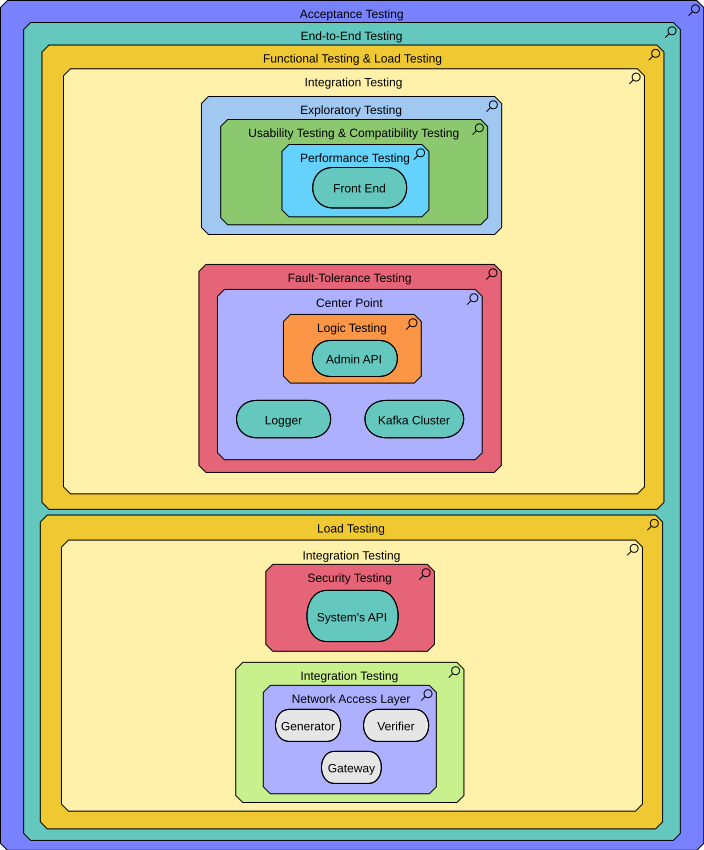 Acceptance Testing
End-to-End Testing
Functional Testing & Load Testing
Integration Testing
Exploratory Testing
Usability Testing & Compatibility Testing
Performance Testing
Front End
Fault-Tolerance Testing
Center Point
Logic Testing
Admin API
Logger
Kafka Cluster
Load Testing
Integration Testing
Security Testing
System's API
Integration Testing
Network Access Layer
Generator
Verifier
Gateway